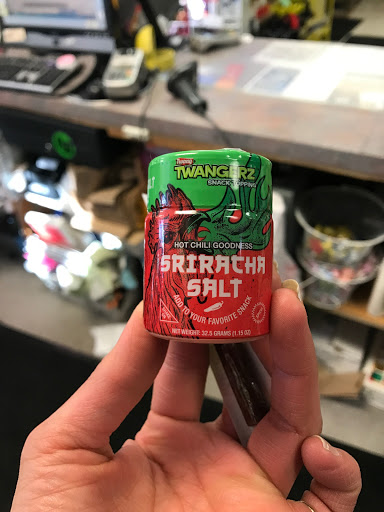 Twang
TWANGERZ
SNACK TOPPING
HOT CHILI GOODNESS
SRIRACHA
SALT
ADD TO YOUR FAVORITE SNACK
NET WEIGHT: 32.5 GRAMS (1.15 OZ)